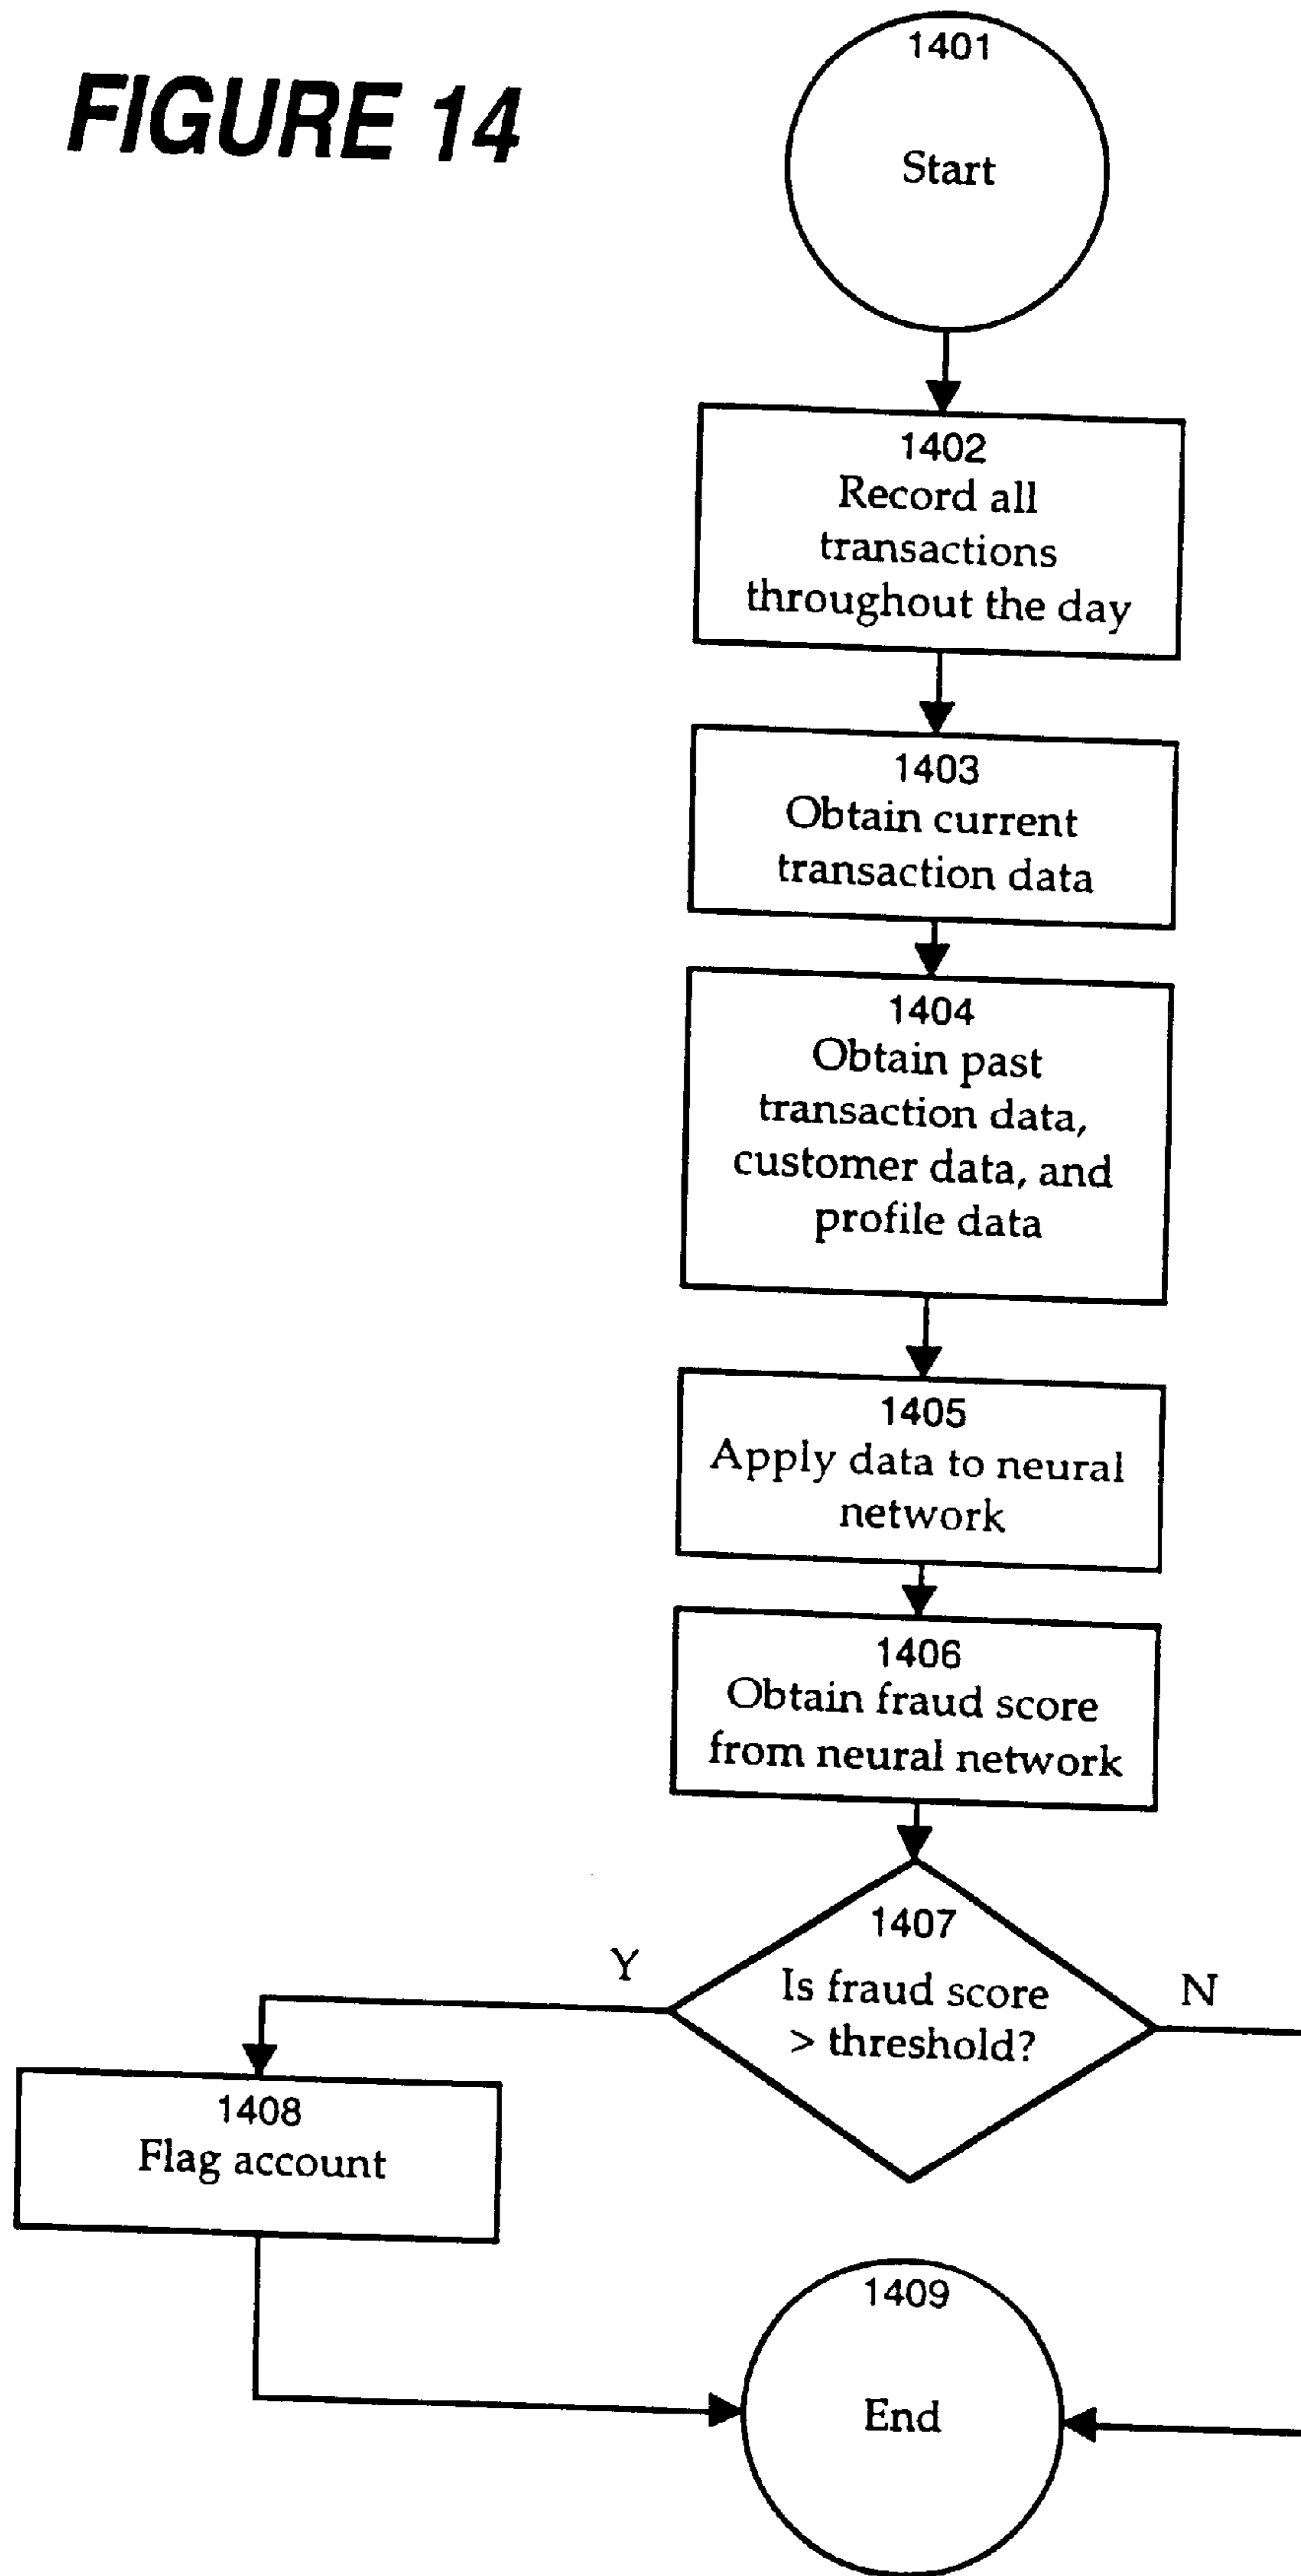 FIGURE 14
1401
Start
1402
Record all
transactions
throughout the day
1403
Obtain current
transaction data
1404
Obtain past
transaction data,
customer data, and
profile data
1405
Apply data to neural
network
1406
Obtain fraud score
from neural network
1407
Is fraud score
> threshold?
Y
N
1408
Flag account
1409
End